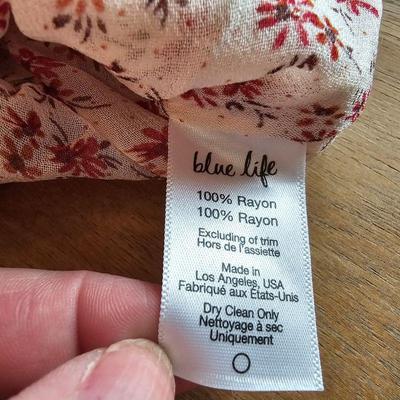 blue life
100% Rayon
100% Rayon
Excluding of trim
Hors de l'assiette
Made in
Los Angeles, USA
Fabriqué aux États-Unis
Dry Clean Only
Nettoyage à sec
Uniquement